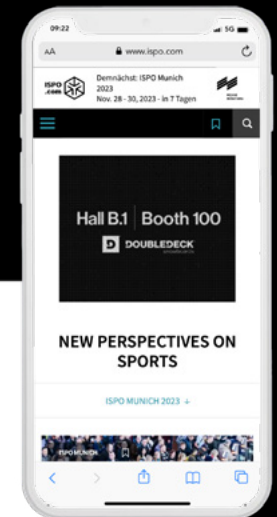 09:22
5G
AA
www.ispo.com
ISPO
.com
Demnächst: ISPO Munich
2023
Nov. 28 - 30, 2023 - in 7 Tagen
Hall B.1 Booth 100
D DOUBLEDECK
NEW PERSPECTIVES ON
SPORTS
ISPO MUNICH 2023
ISPO MUNICH